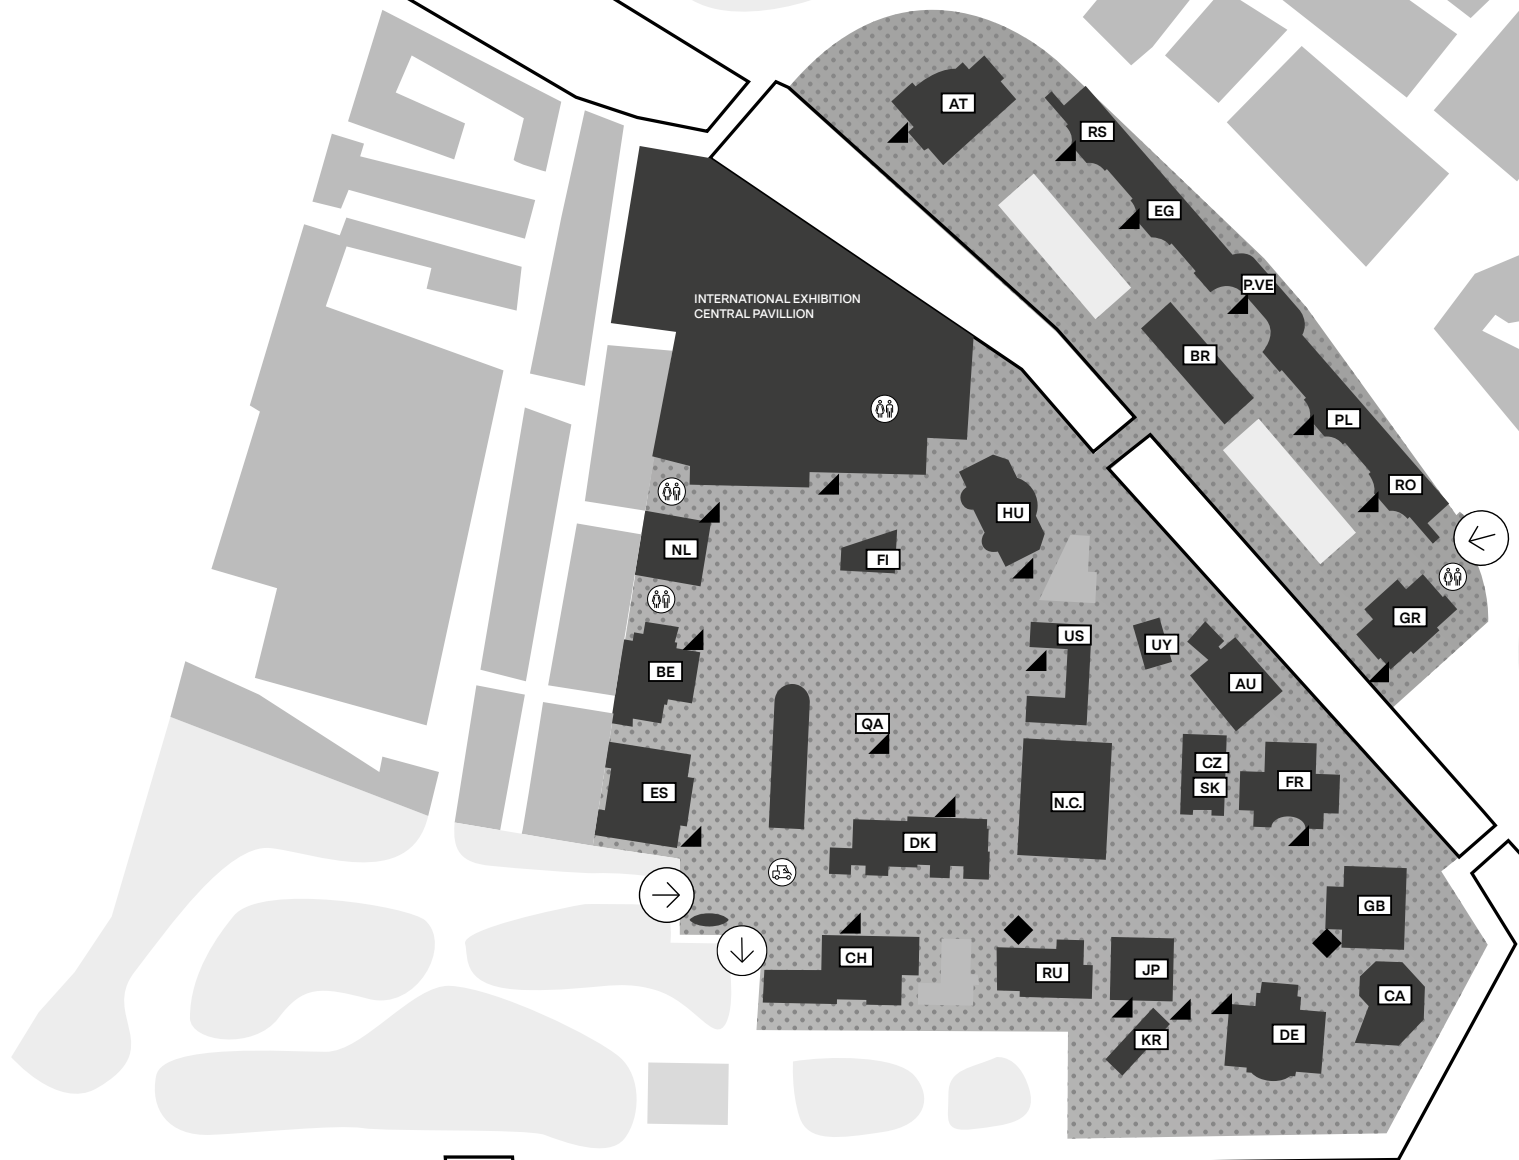 AT
RS
EG
P.VE
INTERNATIONAL EXHIBITION
CENTRAL PAVILLION
BR
PL
RO
HU
NL
FI
GR
US
UY
BE
AU
QA
CZ
SK
FR
ES
N.C.
DK
GB
CH
RU
JP
CA
KR
DE